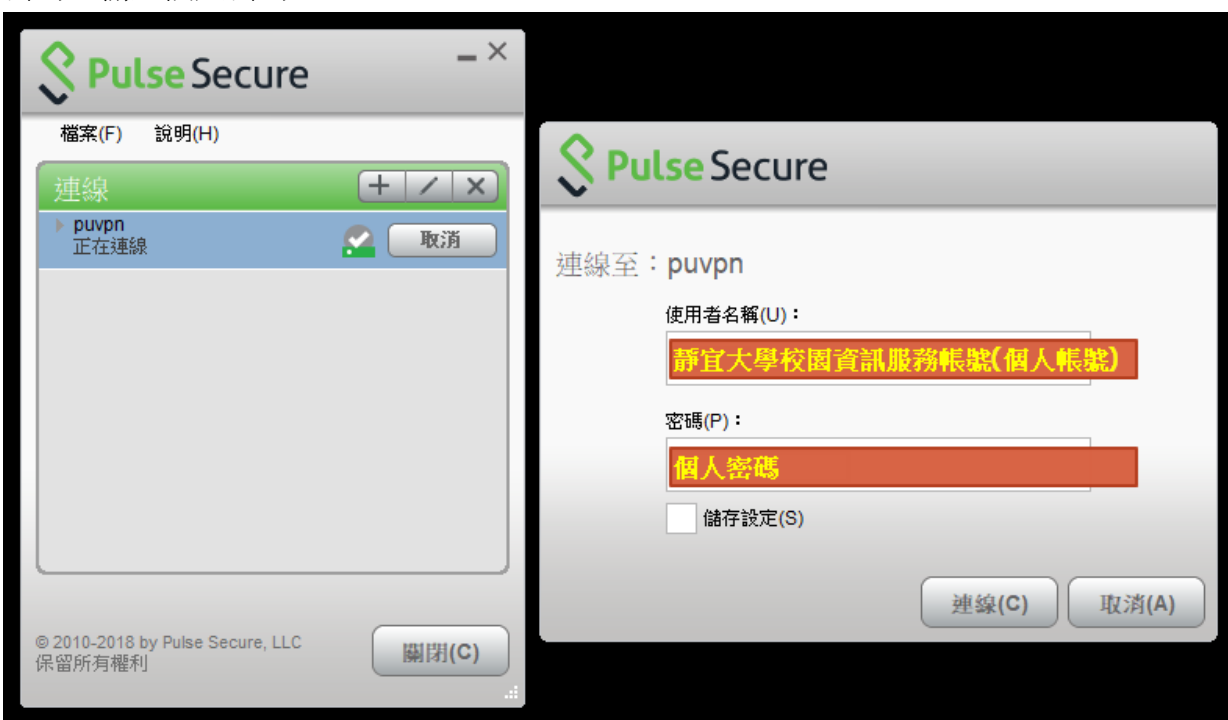 Pulse Secure
檔案(F) 說明(H)
連線
puvpn
正在連線
取消
© 2010-2018 by Pulse Secure, LLC
保留所有權利
關閉(C)
Pulse Secure
連線至：puvpn
使用者名稱(U)：
靜宜大學校園資訊服務帳號(個人帳號)
密碼(P)：
個人密碼
儲存設定(S)
連線(C) 取消(A)